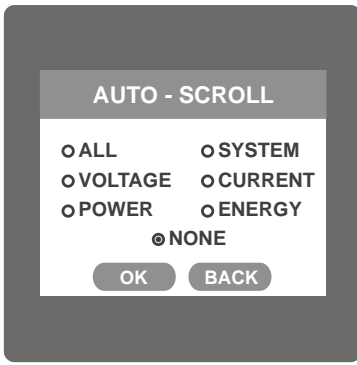 AUTO - SCROLL
ALL SYSTEM
VOLTAGE CURRENT
POWER ENERGY
NONE
OK BACK